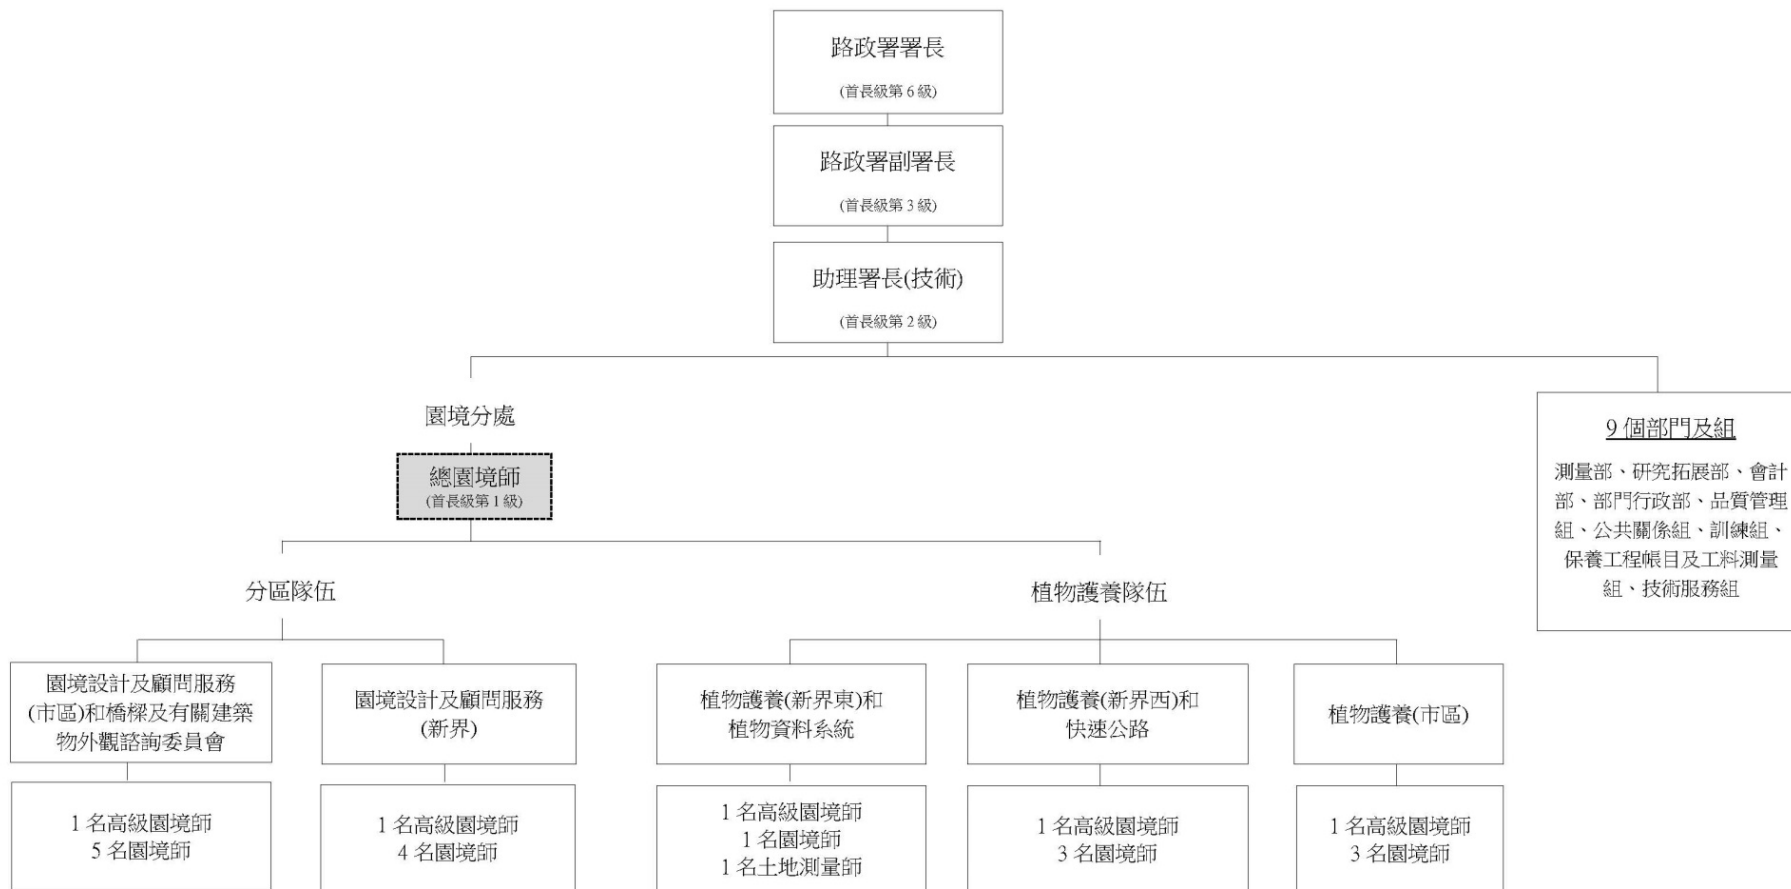 路政署署長
(首長級第 6 級)
路政署副署長
(首長級第 3 級)
助理署長(技術)
(首長級第 2 級)
園境分處
總園境師
(首長級第 1 級)
9 個部門及組
測量部、研究拓展部、會計
部、部門行政部、品質管理
組、公共關係組、訓練組、
保養工程帳目及工料測量
組、技術服務組
分區隊伍
植物護養隊伍
園境設計及顧問服務
(市區)和橋樑及有關建築
物外觀諮詢委員會
園境設計及顧問服務
(新界)
植物護養(新界東)和
植物資料系統
植物護養(新界西)和
快速公路
植物護養(市區)
1 名高級園境師
5 名園境師
1 名高級園境師
4 名園境師
1 名高級園境師
1 名園境師
1 名土地測量師
1 名高級園境師
3 名園境師
1 名高級園境師
3 名園境師